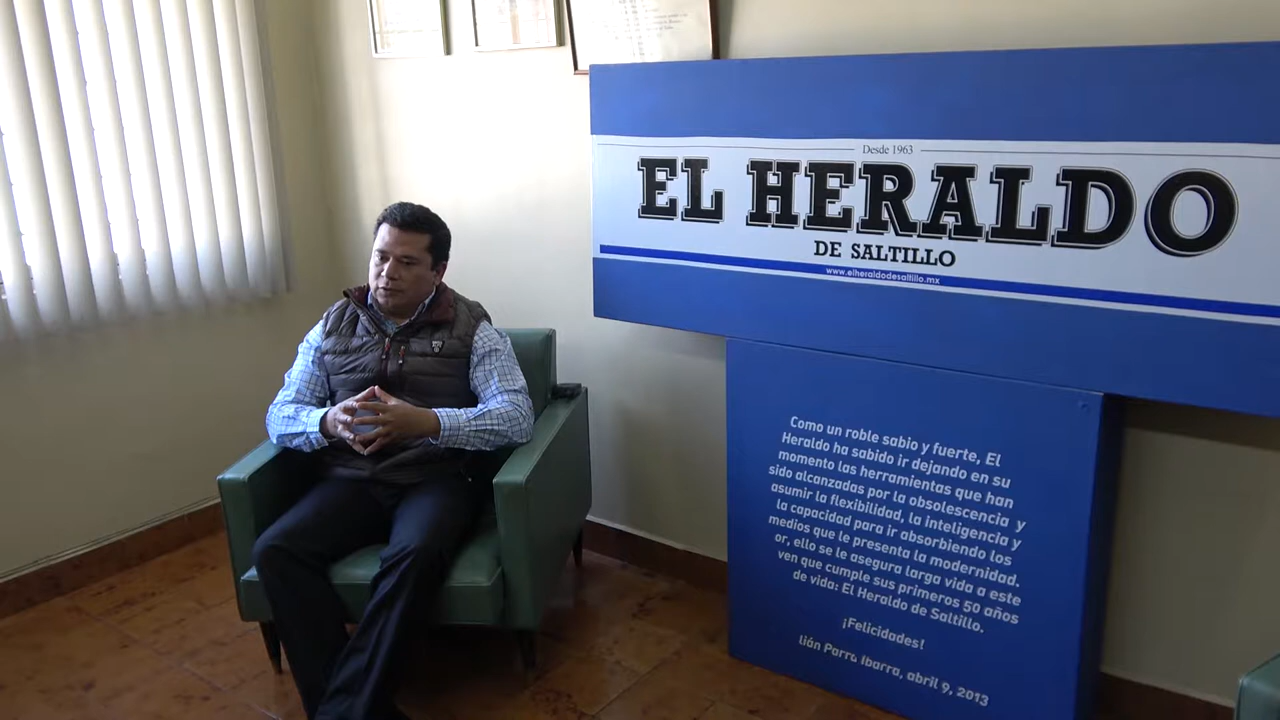 Desde 1963
EL HERALDO
DE SALTILLO
www.elheraldodesaltillo.mx
Como un roble sabio y fuerte, El
Heraldo ha sabido ir dejando en su
momento las herramientas que han
sido alcanzadas por la obsolescencia y
asumir la flexibilidad, la inteligencia y
la capacidad para ir absorbiendo los
medios que le presenta la modernidad.
or, ello se le asegura larga vida a este
ven que cumple sus primeros 50 años
de vida: El Heraldo de Saltillo.
¡Felicidades!
lián Parra Ibarra, abril 9, 2013